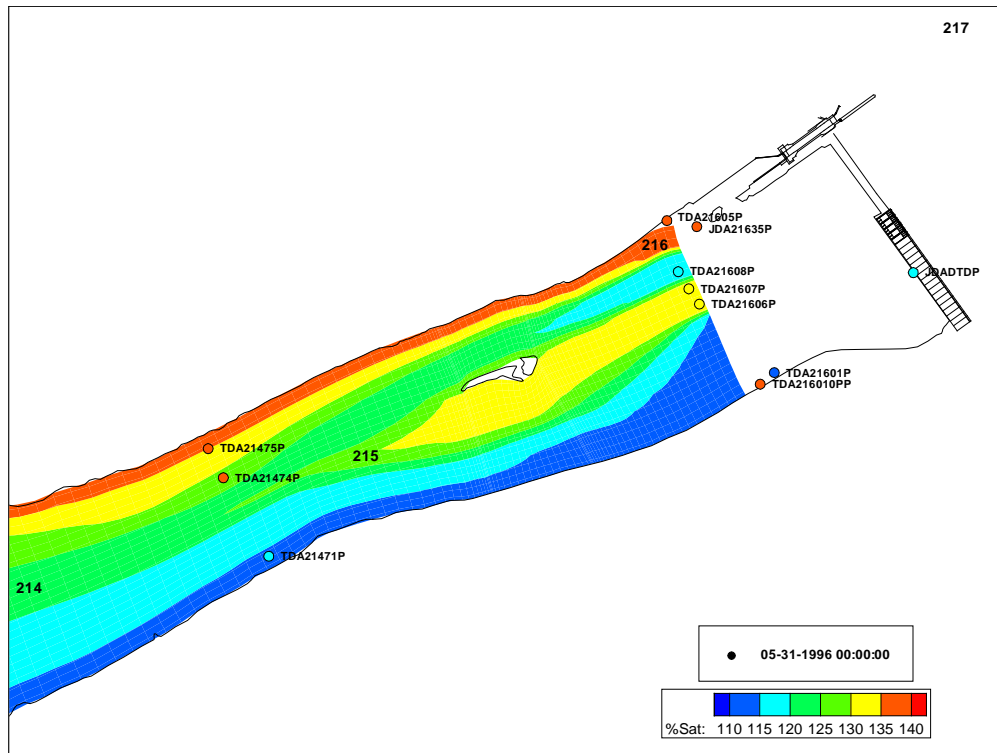 217
TDA21605P
JDA21635P
216
TDA21608P
JDADTDP
TDA21607P
TDA21606P
TDA21601P
TDA216010PP
TDA21475P
215
TDA21474P
TDA21471P
214
05-31-1996 00:00:00
%Sat: 110 115 120 125 130 135 140